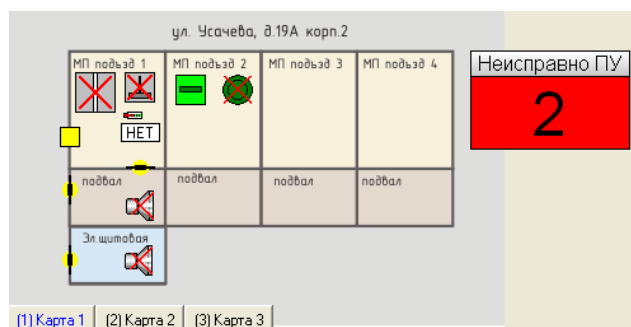 ул. Усачева, д.19А корп.2
МП подъезд 1
МП подъезд 2
МП подъезд 3
МП подъезд 4
Неисправно ПУ
2
НЕТ
подвал
подвал
подвал
подвал
Эл.щитовая
(1) Карта 1
(2) Карта 2
(3) Карта 3